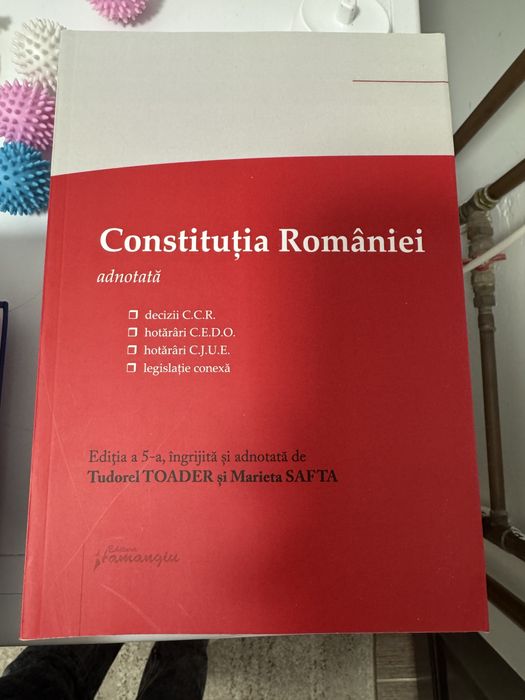 Constituția României
adnotată
decizii C.C.R.
hotărâri C.E.D.O.
hotărâri C.J.U.E.
legislație conexă
Ediția a 5-a, îngrijită și adnotată de
Tudorel TOADER și Marieta SAFTA
Editura
hamangiu